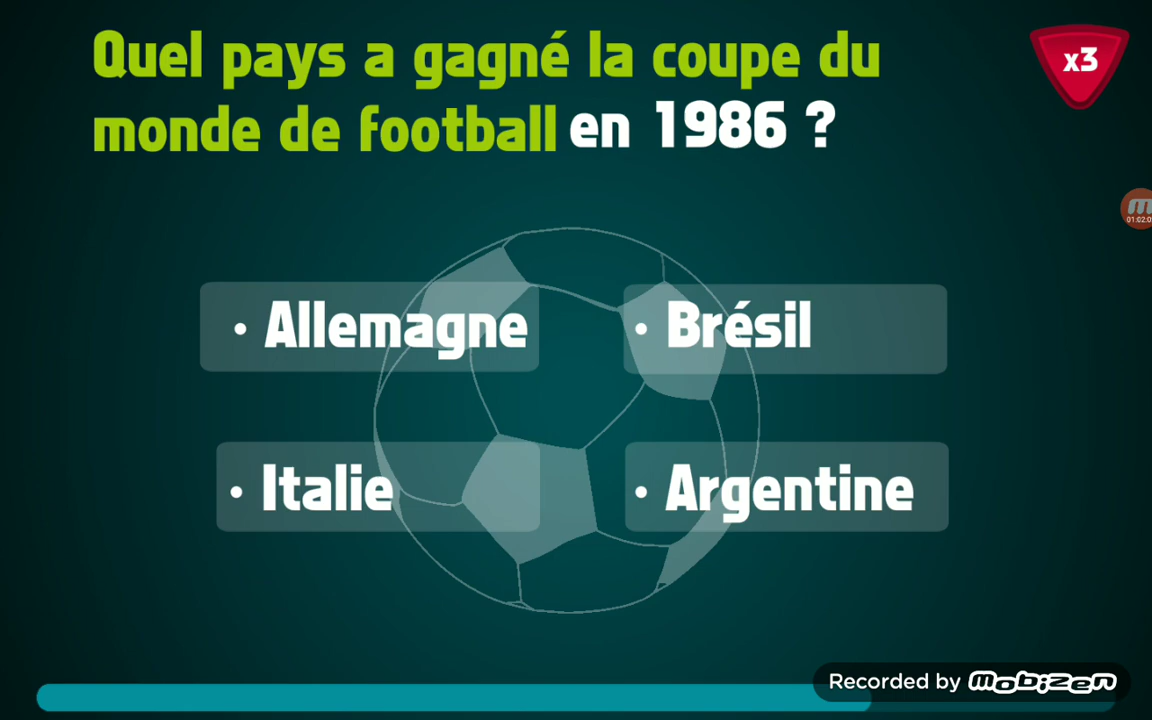 Quel pays a gagné la coupe du
x3
monde de football en 1986 ?
• Allemagne
• Brésil
• Italie
• Argentine
Recorded by mobizen